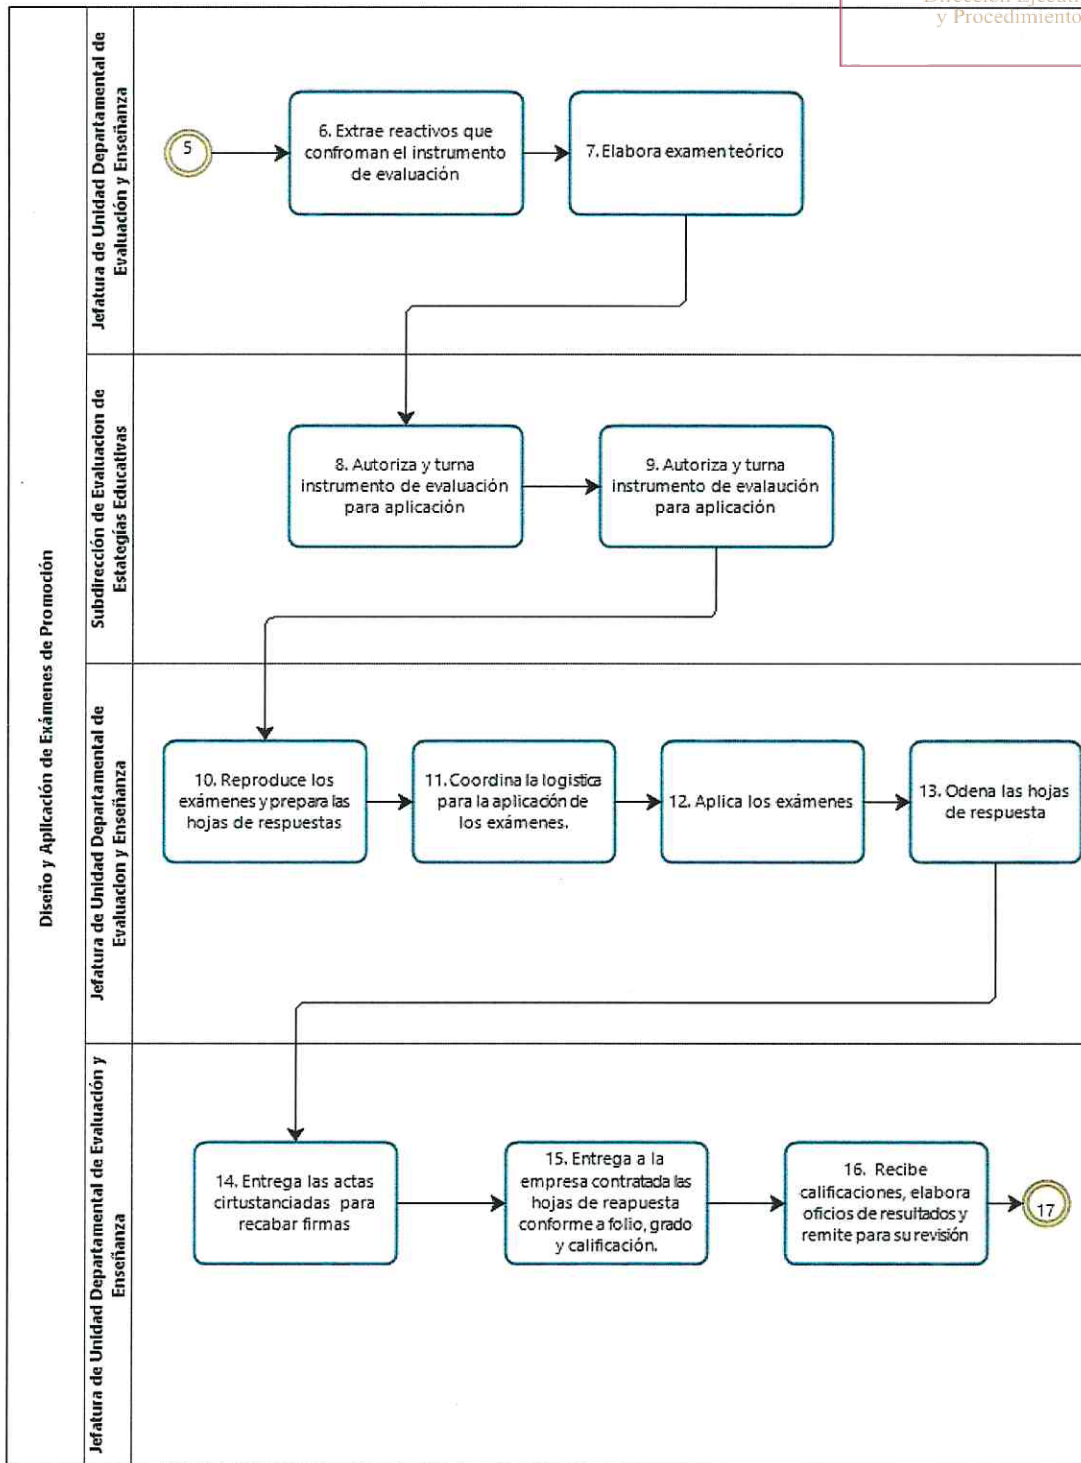 y Procedimiento
Diseño y Aplicación de Exámenes de Promoción
Jefatura de Unidad Departamental de
Evaluación y Enseñanza
5
6. Extrae reactivos que
confroman el instrumento
de evaluación
7. Elabora examen teórico
Subdirección de Evaluacion de
Estategías Educativas
8. Autoriza y turna
instrumento de evaluación
para aplicación
9. Autoriza y turna
instrumento de evalaución
para aplicación
Jefatura de Unidad Departamental de
Evaluacion y Enseñanza
10. Reproduce los
exámenes y prepara las
hojas de respuestas
11. Coordina la logística
para la aplicación de
los exámenes.
12. Aplica los exámenes
13. Odena las hojas
de respuesta
Jefatura de Unidad Departamental de Evaluación y
Enseñanza
14. Entrega las actas
cirtustanciadas para
recabar firmas
15. Entrega a la
empresa contratada las
hojas de reapuesta
conforme a folio, grado
y calificación.
16. Recibe
calificaciones, elabora
oficios de resultados y
remite para su revisión
17